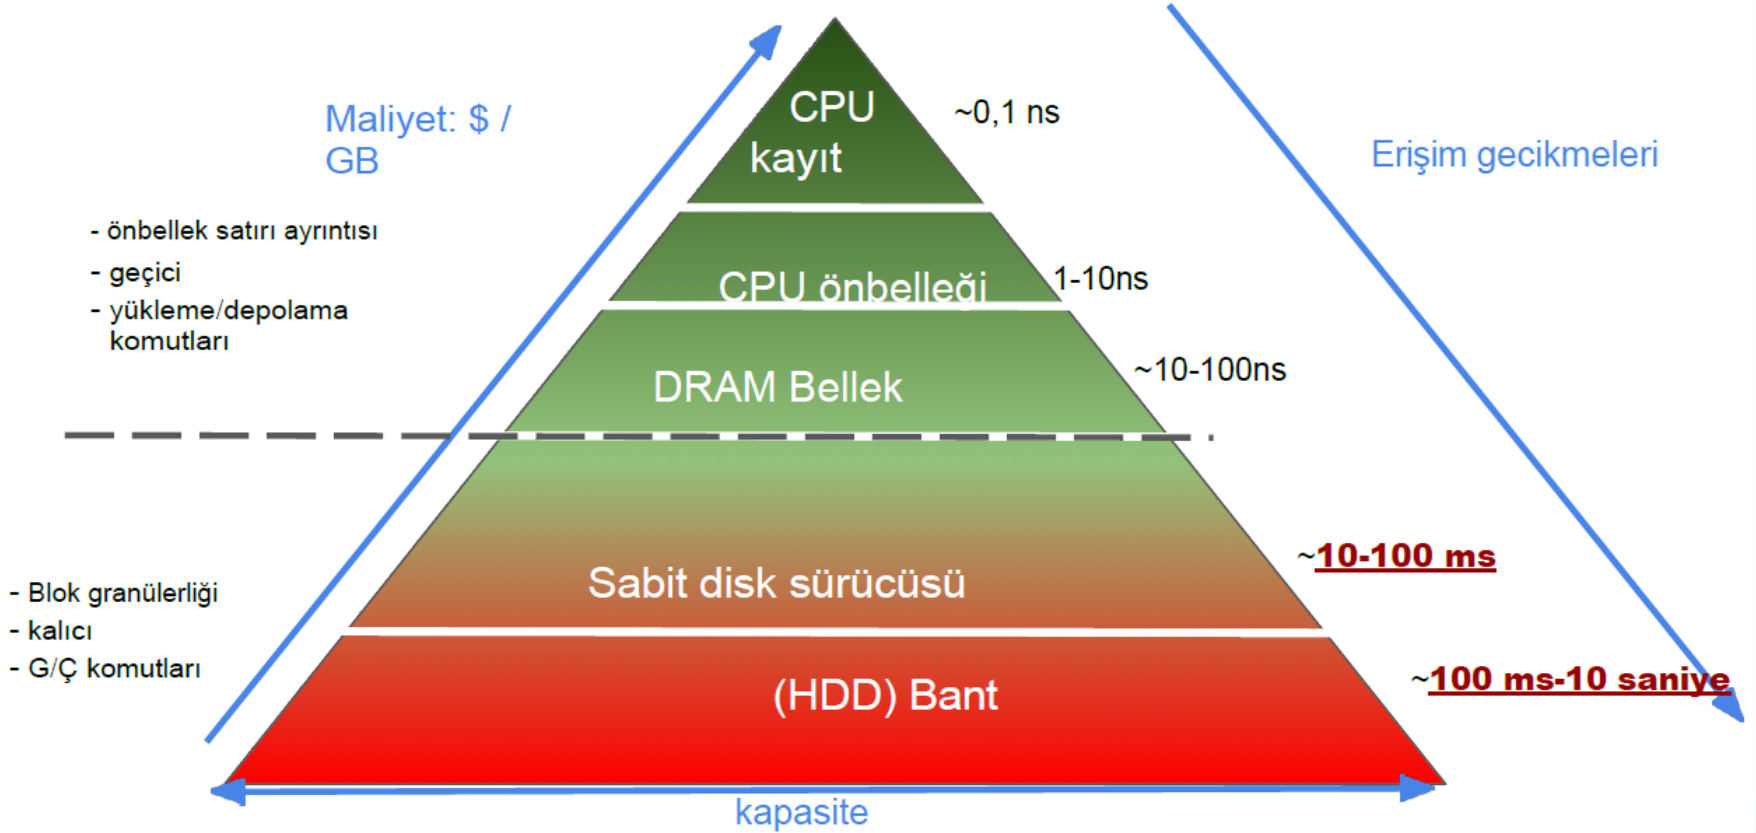 Maliyet: $ /
GB
CPU
kayıt
~0,1 ns
Erişim gecikmeleri
- önbellek satırı ayrıntısı
- geçici
- yükleme/depolama
komutları
CPU önbelleği
1-10ns
DRAM Bellek
~10-100ns
Sabit disk sürücüsü
~10-100 ms
- Blok granülerliği
- kalıcı
- G/Ç komutları
(HDD) Bant
~100 ms-10 saniye
kapasite